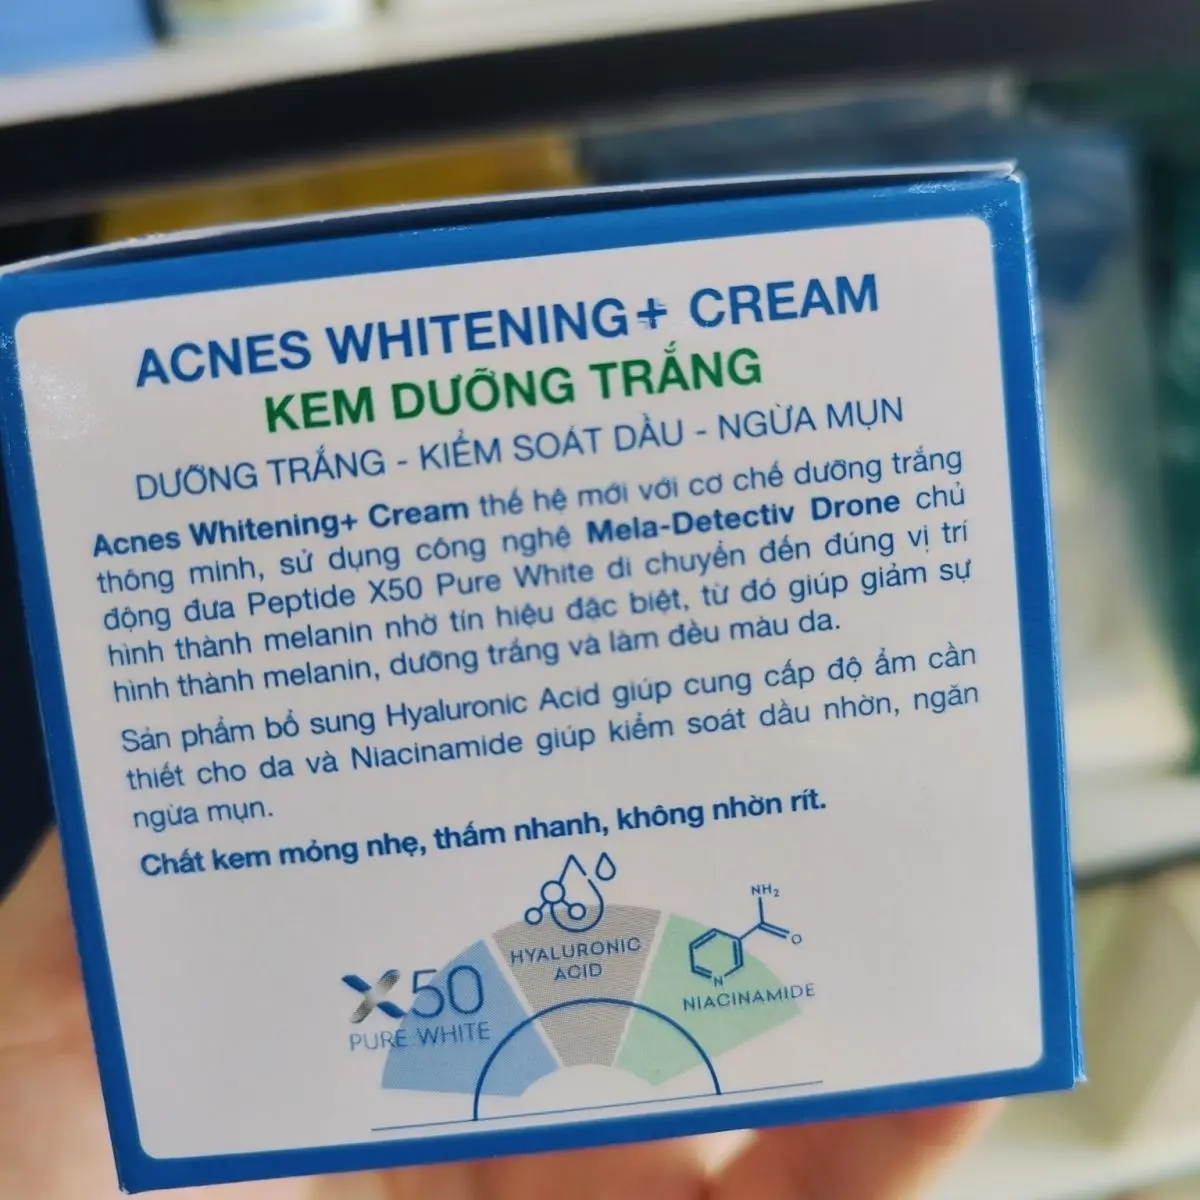 ACNES WHITENING+ CREAM
KEM DƯỠNG TRẮNG
DƯỠNG TRẮNG - KIỂM SOÁT DẦU - NGỪA MỤN
Acnes Whitening+ Cream thế hệ mới với cơ chế dưỡng trắng
thông minh, sử dụng công nghệ Mela-Detectiv Drone chủ
động đưa Peptide X50 Pure White di chuyển đến đúng vị trí
hình thành melanin nhờ tín hiệu đặc biệt, từ đó giúp giảm sự
hình thành melanin, dưỡng trắng và làm đều màu da.
Sản phẩm bổ sung Hyaluronic Acid giúp cung cấp độ ẩm cần
thiết cho da và Niacinamide giúp kiểm soát dầu nhờn, ngăn
ngừa mụn.
Chất kem mỏng nhẹ, thấm nhanh, không nhờn rít.
X50
PURE WHITE
HYALURONIC
ACID
NH2
O
N
NIACINAMIDE